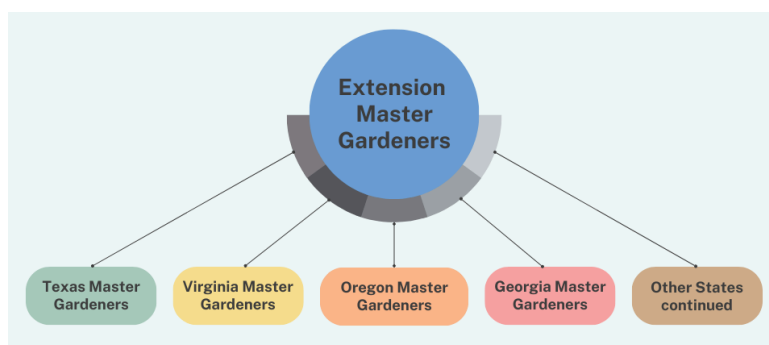 Extension
Master
Gardeners
Texas Master
Gardeners
Virginia Master
Gardeners
Oregon Master
Gardeners
Georgia Master
Gardeners
Other States
continued